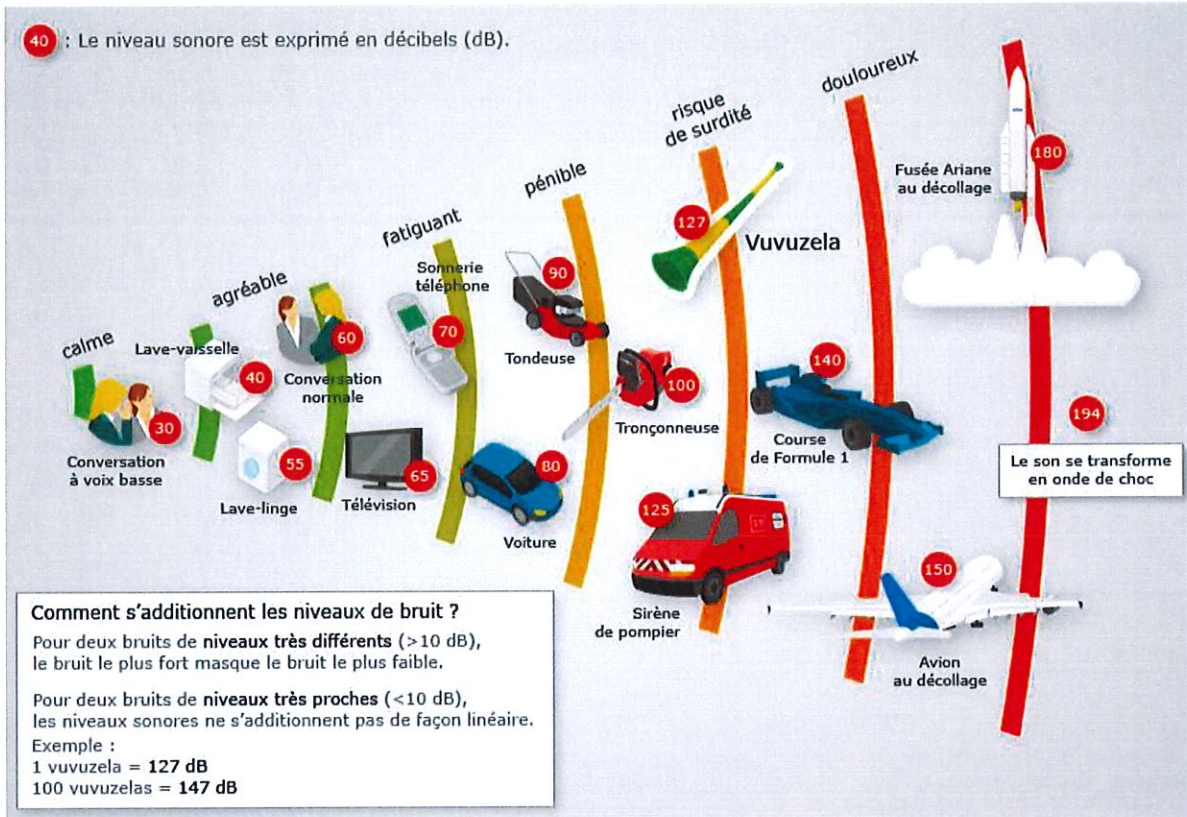 40 : Le niveau sonore est exprimé en décibels (dB).
calme
agréable
fatiguant
pénible
risque
de surdité
douloureux
30
Conversation
à voix basse
Lave-vaisselle
40
55
Lave-linge
60
Conversation
normale
65
Télévision
Sonnerie
téléphone
70
80
Voiture
90
Tondeuse
100
Tronçonneuse
125
Sirène
de pompier
127
Vuvuzela
140
Course
de Formule 1
150
Avion
au décollage
Fusée Ariane
au décollage
180
194
Le son se transforme
en onde de choc
Comment s'additionnent les niveaux de bruit ?
Pour deux bruits de niveaux très différents (>10 dB),
le bruit le plus fort masque le bruit le plus faible.
Pour deux bruits de niveaux très proches (<10 dB),
les niveaux sonores ne s'additionnent pas de façon linéaire.
Exemple :
1 vuvuzela = 127 dB
100 vuvuzelas = 147 dB